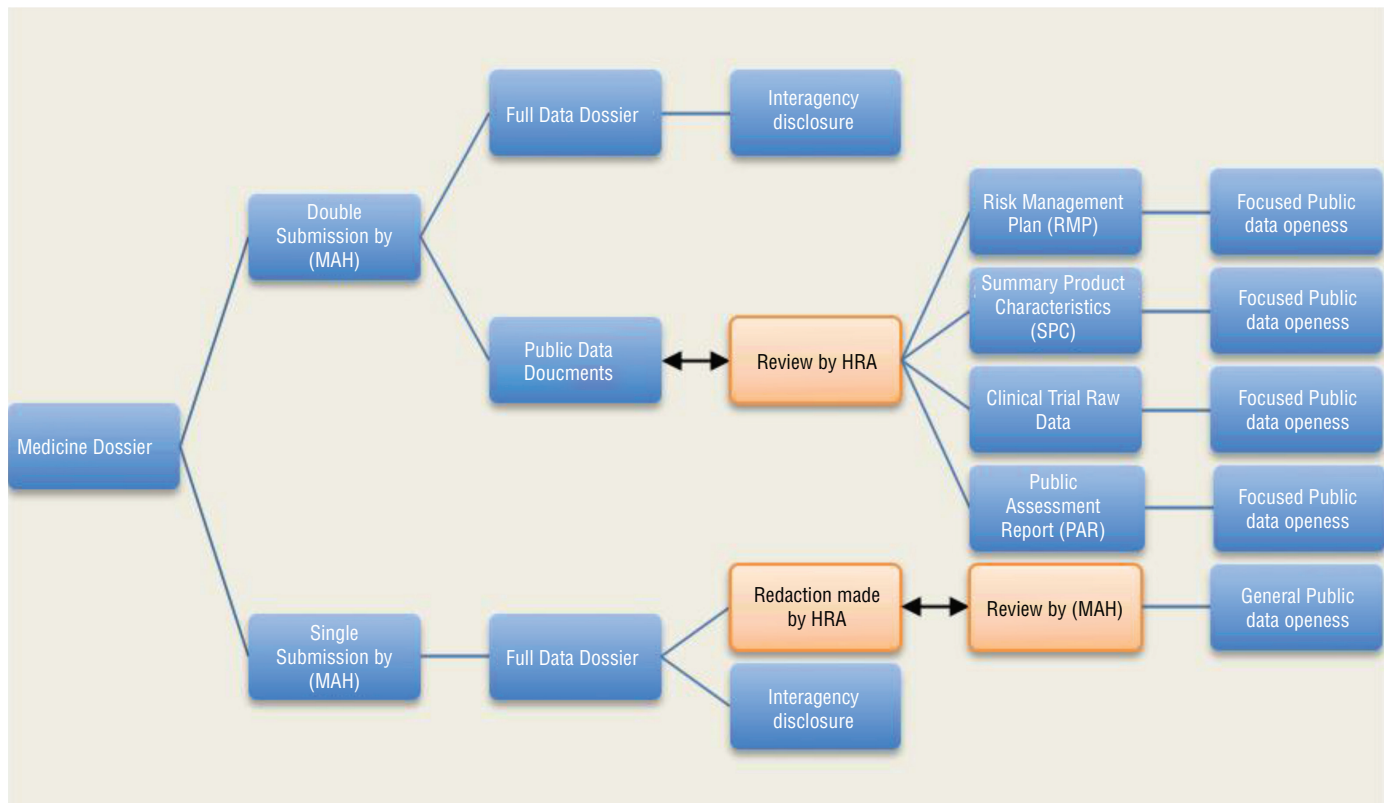 Full Data Dossier
Interagency
disclosure
Double
Submission by
(MAH)
Risk Management
Plan (RMP)
Focused Public
data openess
Summary Product
Characteristics
(SPC)
Focused Public
data openess
Public Data
Doucments
Review by HRA
Clinical Trial Raw
Data
Focused Public
data openess
Medicine Dossier
Public
Assessment
Report (PAR)
Focused Public
data openess
Redaction made
by HRA
Review by (MAH)
General Public
data openess
Single
Submission by
(MAH)
Full Data Dossier
Interagency
disclosure